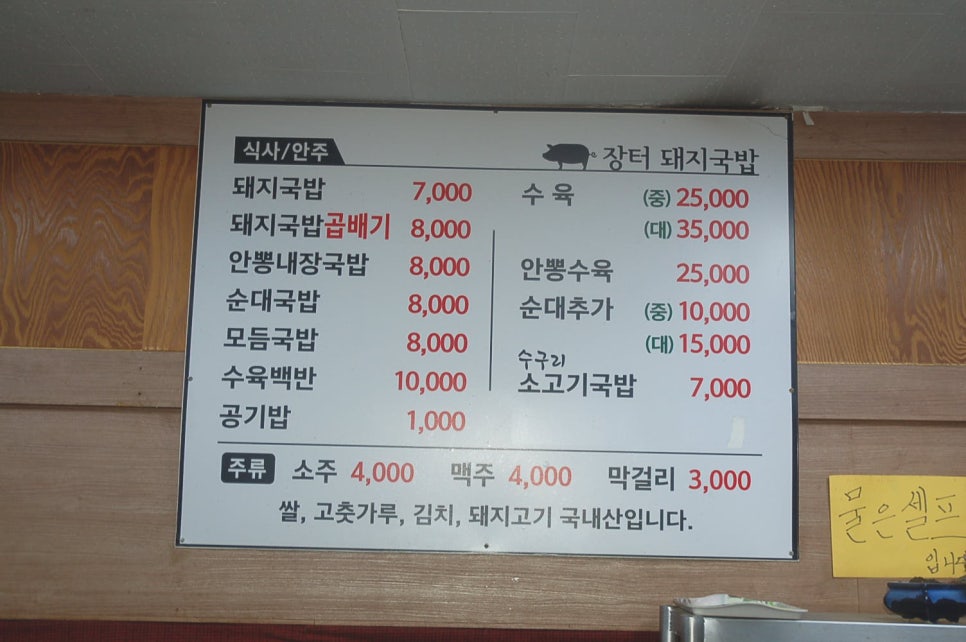 식사/안주
장터 돼지국밥
돼지국밥 7,000
돼지국밥곱배기 8,000
안뽕내장국밥 8,000
순대국밥 8,000
모듬국밥 8,000
수육백반 10,000
공기밥 1,000
수육 (중) 25,000
(대) 35,000
안뽕수육 25,000
순대추가 (중) 10,000
(대) 15,000
수구리
소고기국밥 7,000
주류 소주 4,000 맥주 4,000 막걸리 3,000
쌀, 고춧가루, 김치, 돼지고기 국내산입니다.
물은셀프